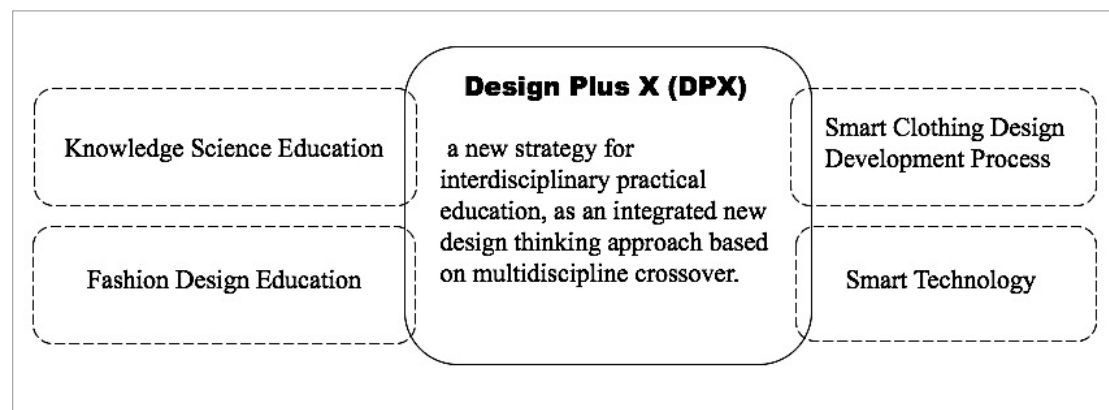 Knowledge Science Education
Fashion Design Education
Design Plus X (DPX)
a new strategy for
interdisciplinary practical
education, as an integrated new
design thinking approach based
on multidiscipline crossover.
Smart Clothing Design
Development Process
Smart Technology